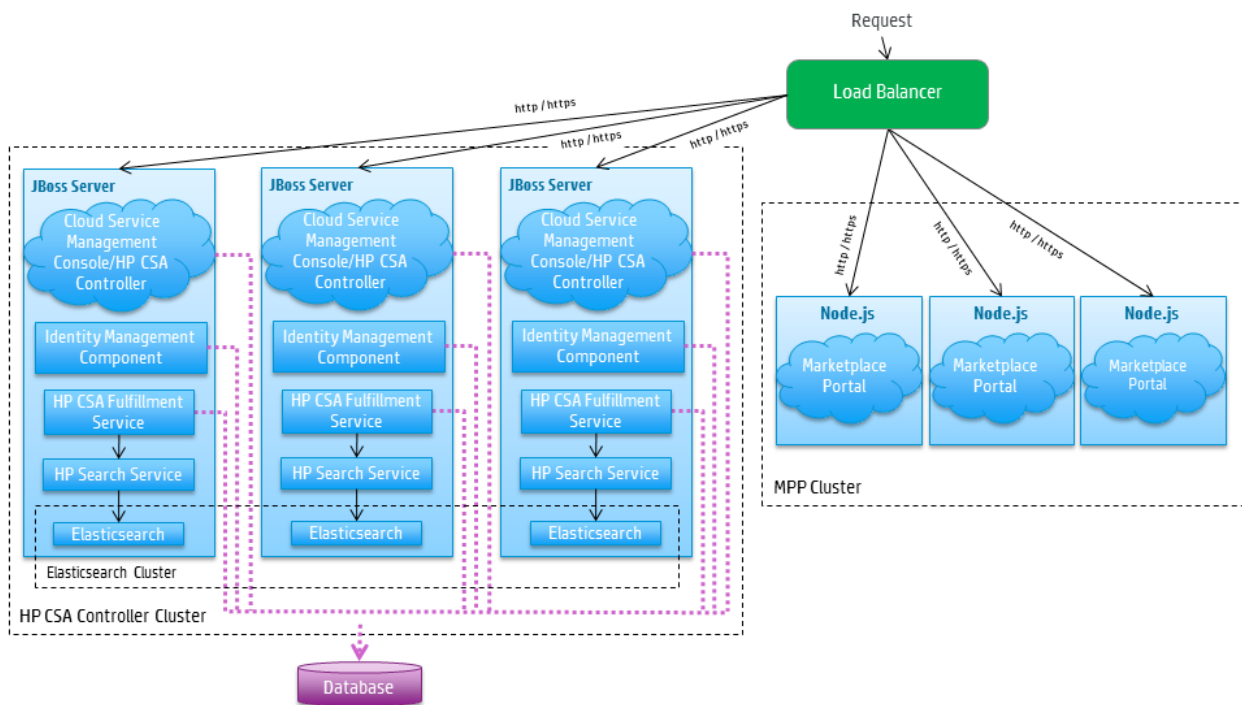 Request
Load Balancer
http / https
http / https
http / https
JBoss Server
Cloud Service
Management
Console/HP CSA
Controller
Identity Management
Component
HP CSA Fulfillment
Service
HP Search Service
Elasticsearch
JBoss Server
Cloud Service
Management
Console/HP CSA
Controller
Identity Management
Component
HP CSA Fulfillment
Service
HP Search Service
Elasticsearch
JBoss Server
Cloud Service
Management
Console/HP CSA
Controller
Identity Management
Component
HP CSA Fulfillment
Service
HP Search Service
Elasticsearch
Elasticsearch Cluster
HP CSA Controller Cluster
Database
http / https
http / https
http / https
Node.js
Marketplace
Portal
Node.js
Marketplace
Portal
Node.js
Marketplace
Portal
MPP Cluster